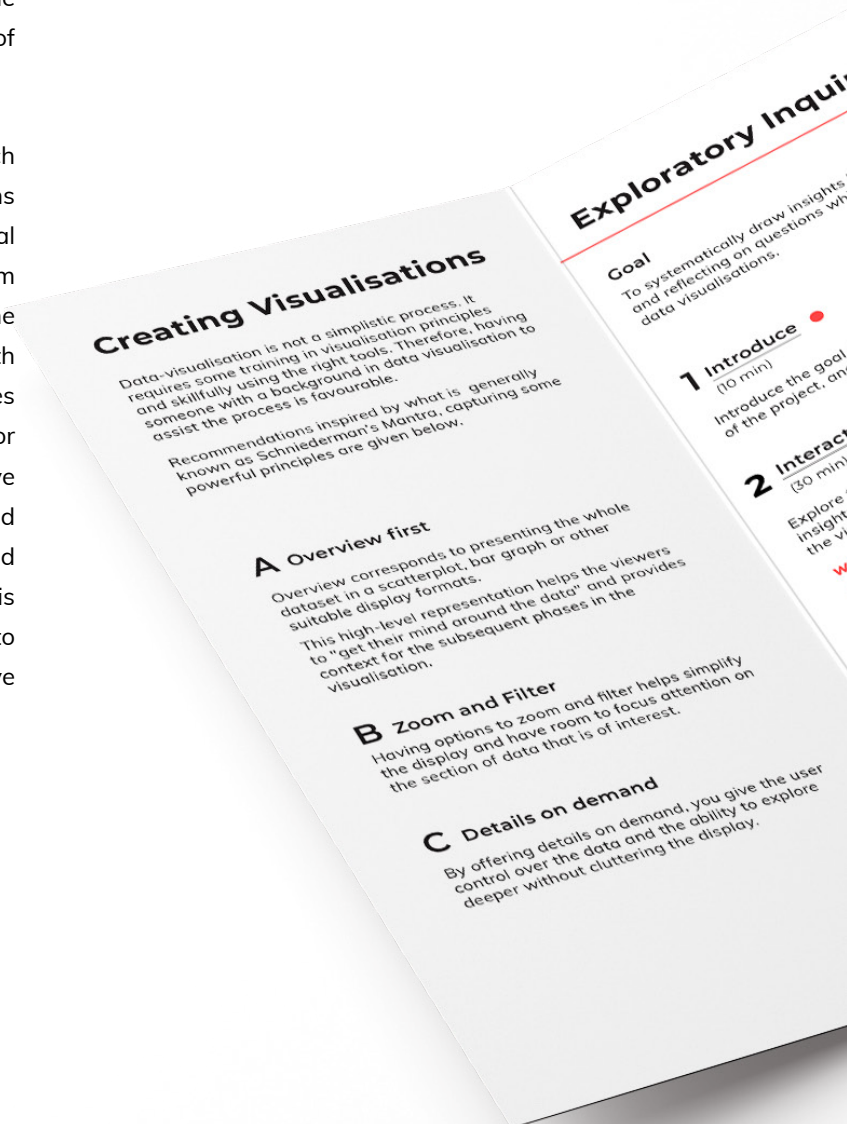 Creating Visualisations
Data-visualisation is not a simplistic process. It
requires some training in visualisation principles
and skillfully using the right tools. Therefore, having
someone with a background in data visualisation to
assist the process is favourable.
Recommendations inspired by what is generally
known as Schniederman's Mantra, capturing some
powerful principles are given below.
A Overview first
Overview corresponds to presenting the whole
dataset in a scatterplot, bar graph or other
suitable display formats.
This high-level representation helps the viewers
to "get their mind around the data" and provides
context for the subsequent phases in the
visualisation.
B Zoom and Filter
Having options to zoom and filter helps simplify
the display and have room to focus attention on
the section of data that is of interest.
C Details on demand
By offering details on demand, you give the user
control over the data and the ability to explore
deeper without cluttering the display.
Exploratory Inqui
Goal
To systematically draw insights
and reflecting on questions wh
data visualisations.
1 Introduce
(10 min)
Introduce the goal
of the project, an
2 Interact
(30 min)
Explore
insight
the vi